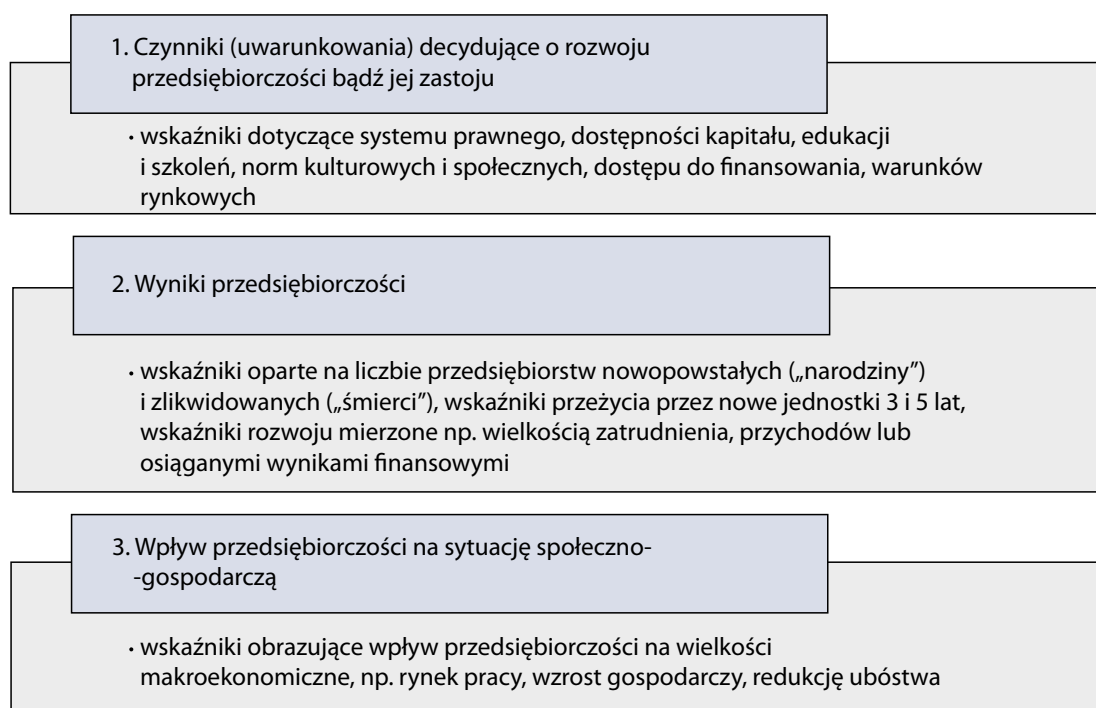 1. Czynniki (uwarunkowania) decydujące o rozwoju
przedsiębiorczości bądź jej zastoju
• wskaźniki dotyczące systemu prawnego, dostępności kapitału, edukacji
i szkoleń, norm kulturowych i społecznych, dostępu do finansowania, warunków
rynkowych
2. Wyniki przedsiębiorczości
• wskaźniki oparte na liczbie przedsiębiorstw nowopowstałych („narodziny”)
i zlikwidowanych („śmierci”), wskaźniki przeżycia przez nowe jednostki 3 i 5 lat,
wskaźniki rozwoju mierzone np. wielkością zatrudnienia, przychodów lub
osiąganymi wynikami finansowymi
3. Wpływ przedsiębiorczości na sytuację społeczno-
-gospodarczą
• wskaźniki obrazujące wpływ przedsiębiorczości na wielkości
makroekonomiczne, np. rynek pracy, wzrost gospodarczy, redukcję ubóstwa